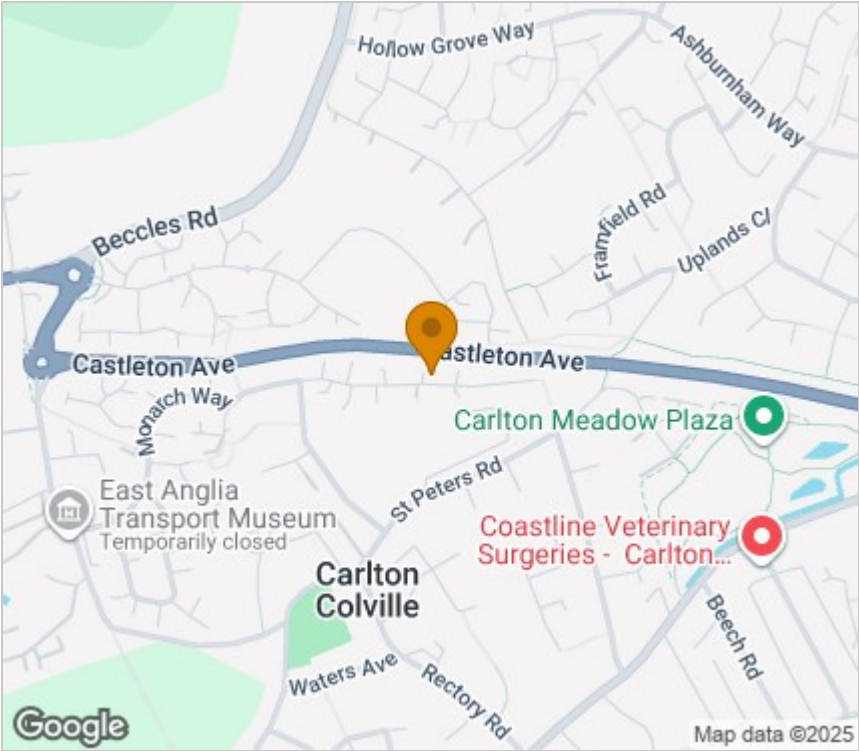 Hollow Grove Way
Ashburnham Way
Beccles Rd
Framfield Rd
Uplands Cl
Castleton Ave
astleton Ave
Monarch Way
Carlton Meadow Plaza
St Peters Rd
East Anglia
Transport Museum
Temporarily closed
Coastline Veterinary
Surgeries - Carlton...
Carlton
Colville
Beech Rd
Waters Ave
Rectory Rd
Google
Map data ©2025